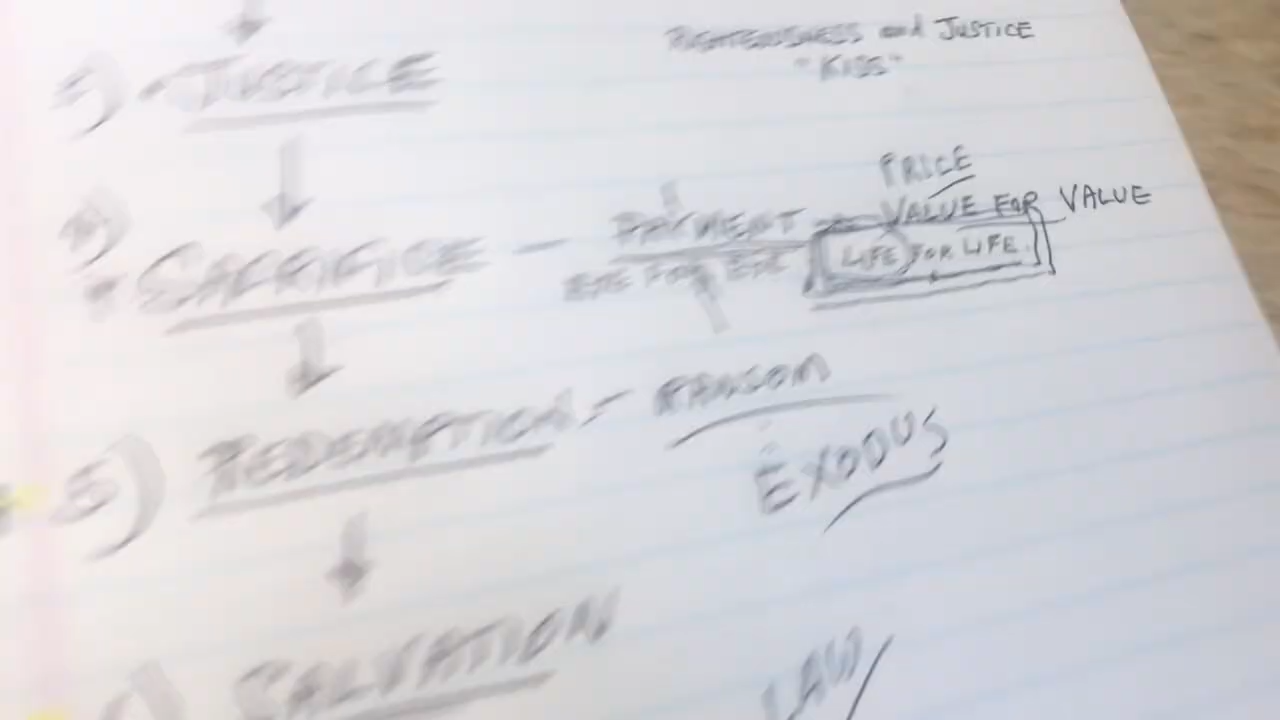 RIGHTEOUSNESS and JUSTICE
"KISS"
JUSTICE
PRICE
SACRIFICE - PAYMENT = VALUE FOR VALUE
EYE FOR EYE LIFE FOR LIFE
5) REDEMPTION = RANSOM
EXODUS
SALVATION
LAW